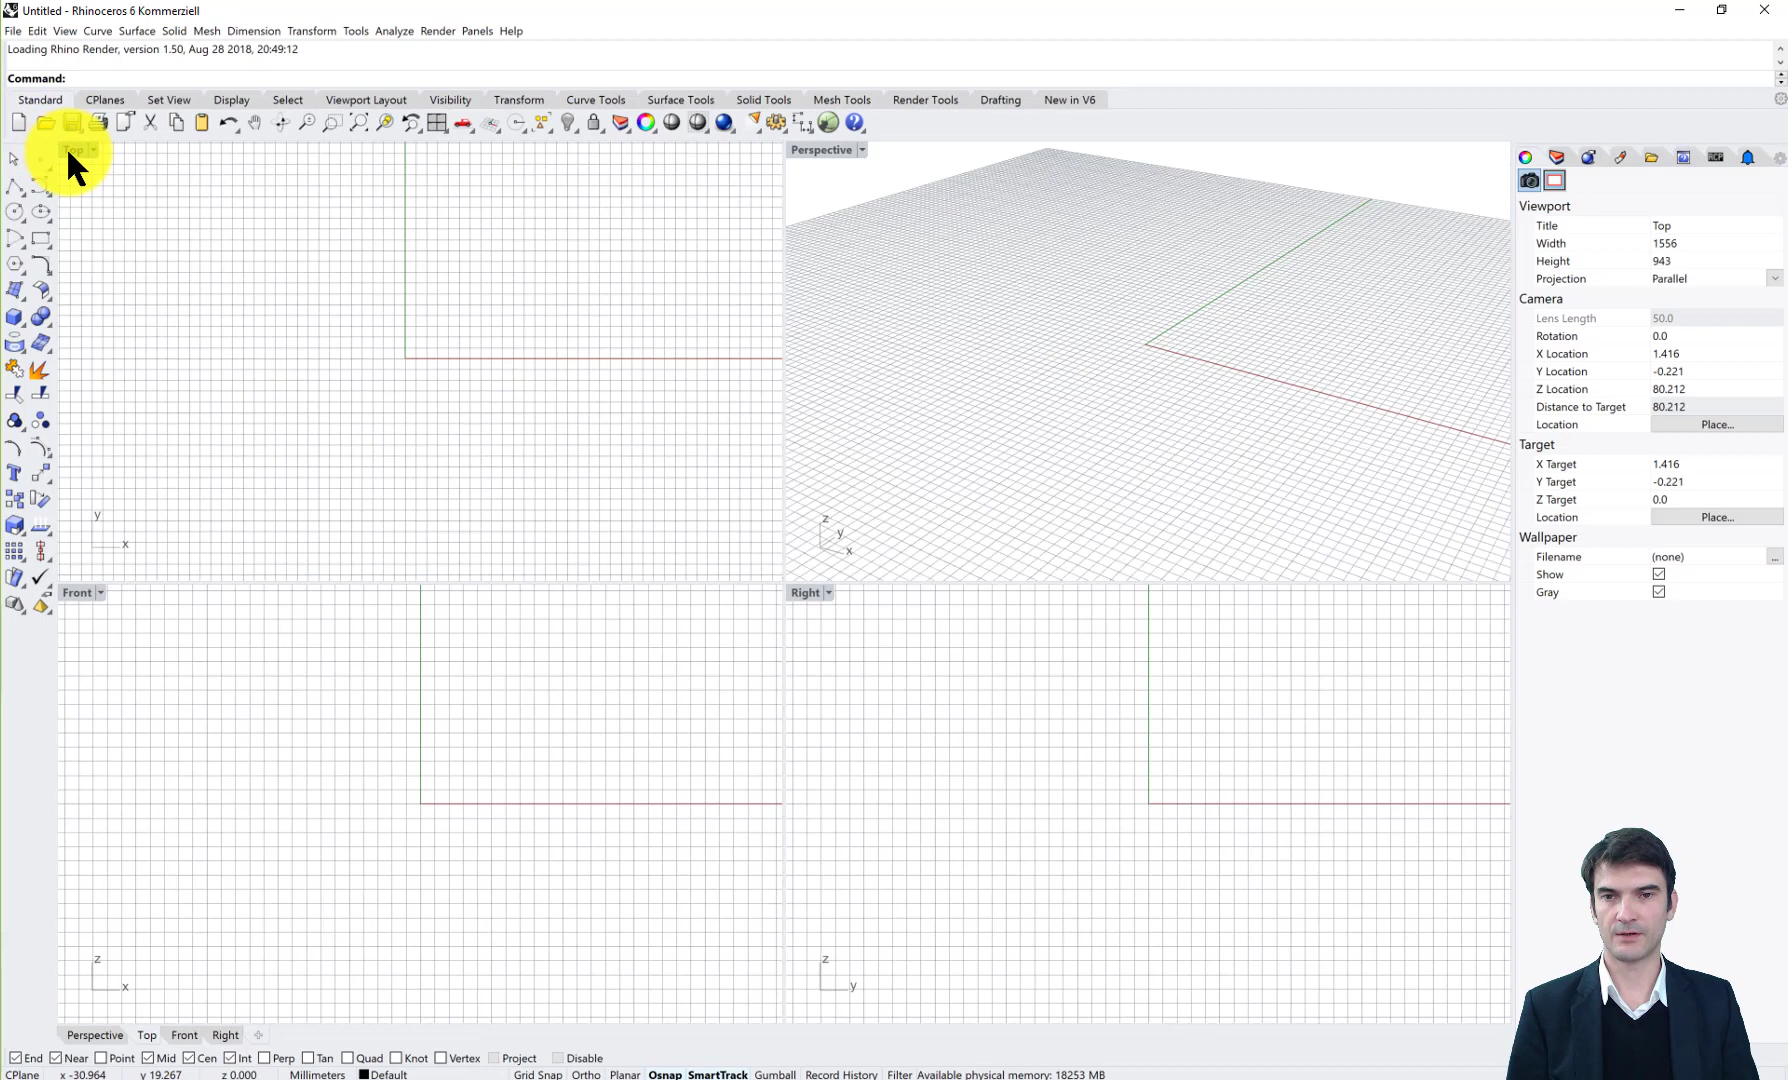 Untitled - Rhinoceros 6 Kommerziell
File Edit View Curve Surface Solid Mesh Dimension Transform Tools Analyze Render Panels Help
Loading Rhino Render, version 1.50, Aug 28 2018, 20:49:12
Command:
Standard CPlanes Set View Display Select Viewport Layout Visibility Transform Curve Tools Surface Tools Solid Tools Mesh Tools Render Tools Drafting New in V6
Top
Perspective
Viewport
Title Top
Width 1556
Height 943
Projection Parallel
Camera
Lens Length 50.0
Rotation 0.0
X Location 1.416
Y Location -0.221
Z Location 80.212
Distance to Target 80.212
Location Place...
Target
X Target 1.416
Y Target -0.221
Z Target 0.0
Location Place...
Wallpaper
Filename (none) ...
Show
Gray
y
x
z
y
x
Front
Right
z
x
z
y
Perspective Top Front Right
End Near Point Mid Cen Int Perp Tan Quad Knot Vertex Project Disable
CPlane x -30.964 y 19.267 z 0.000 Millimeters Default Grid Snap Ortho Planar Osnap SmartTrack Gumball Record History Filter Available physical memory: 18253 MB